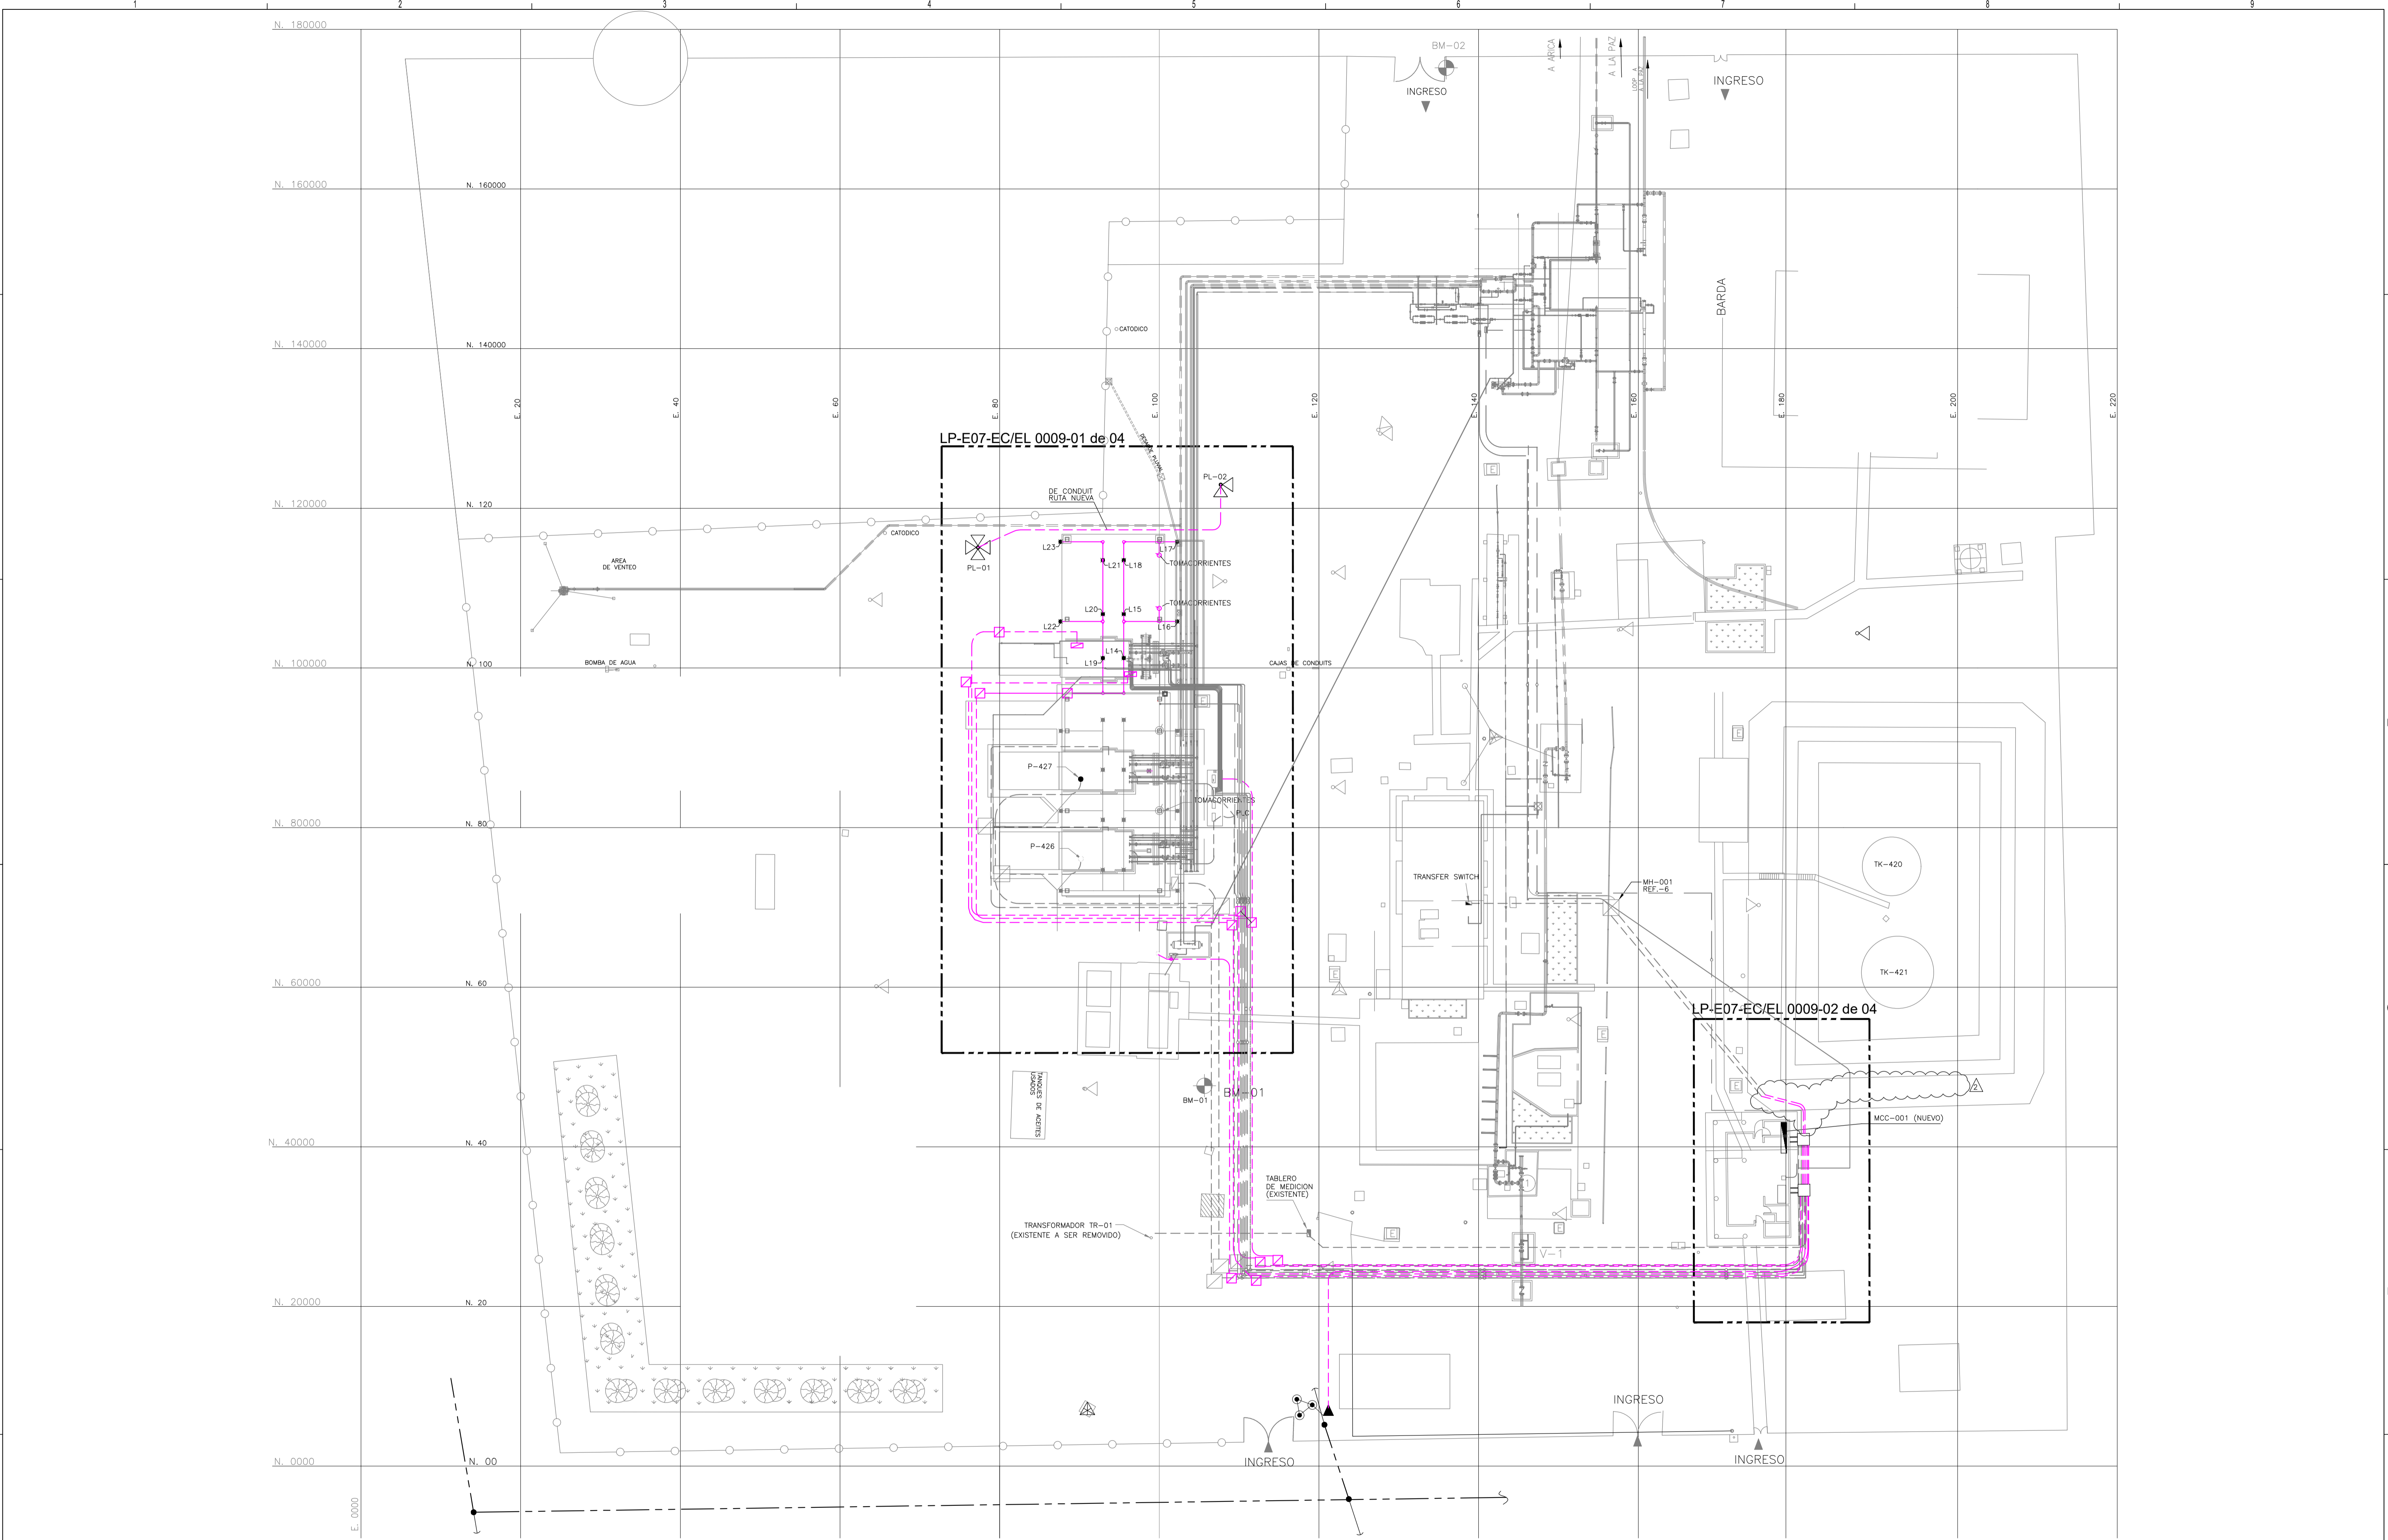 1 2 3 4 5 6 7 8 9
N. 180000
BM-02
INGRESO
A ARICA
A LA PAZ
LOOP A
A LA PAZ
INGRESO
N. 160000
N. 160000
BARDA
CATODICO
N. 140000
N. 140000
E. 20
E. 40
E. 60
E. 80
E. 100
E. 120
E. 140
E. 160
E. 180
E. 200
E. 220
LP-E07-EC/EL 0009-01 de 04
PL-02
DE CONDUIT
RUTA NUEVA
N. 120000
N. 120
CATODICO
PL-01
L23
L17
L21
L18
TOMACORRIENTES
AREA
DE VENTEO
L20
L15
TOMACORRIENTES
L22
L16
L14
L19
BOMBA DE AGUA
CAJAS DE CONDUITS
N. 100000
N. 100
E
E
E
P-427
TOMACORRIENTES
PLC
N. 80000
N. 80
P-426
TRANSFER SWITCH
MH-001
REF.-6
TK-420
TK-421
E
N. 60000
N. 60
LP-E07-EC/EL 0009-02 de 04
E
E
2
TANQUES DE ACEITES
USADOS
BM-01
BM-01
MCC-001 (NUEVO)
N. 40000
N. 40
1
TABLERO
DE MEDICION
(EXISTENTE)
TRANSFORMADOR TR-01
(EXISTENTE A SER REMOVIDO)
E
E
V-1
N. 20000
N. 20
INGRESO
INGRESO
INGRESO
N. 0000
N. 00
E. 0000